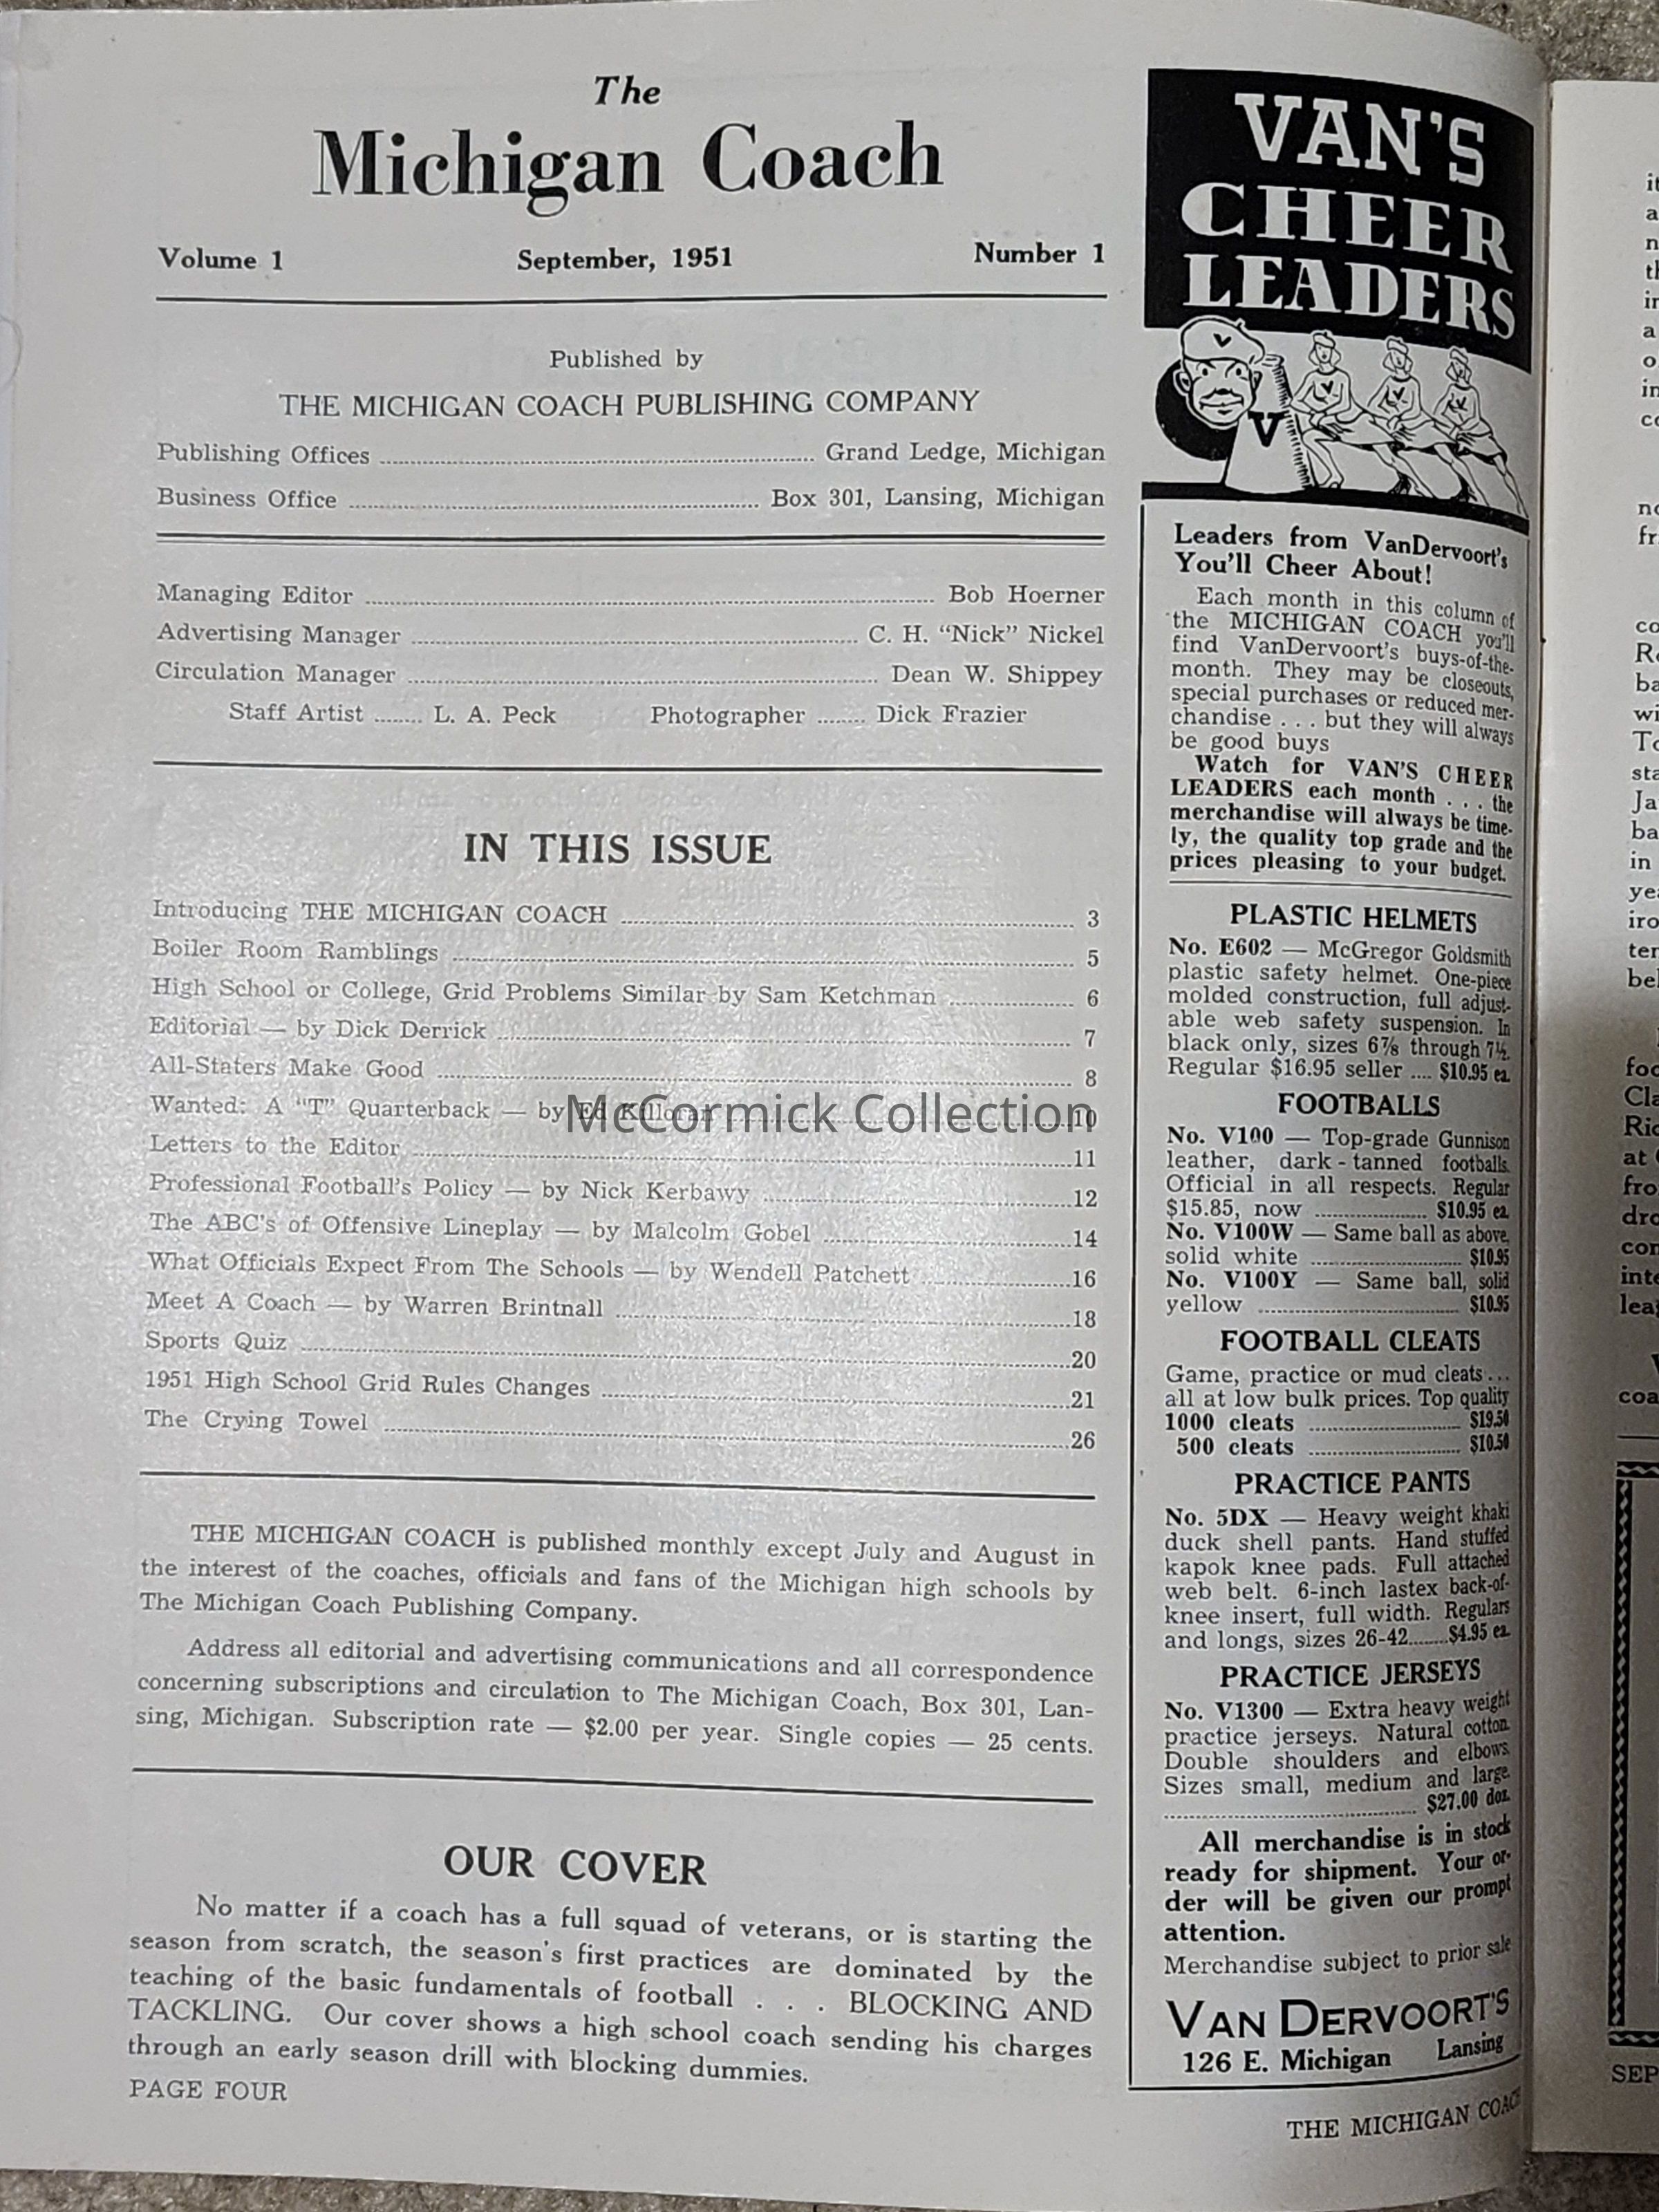 The
Michigan Coach
Volume 1 September, 1951 Number 1
Published by
THE MICHIGAN COACH PUBLISHING COMPANY
Publishing Offices ........ Grand Ledge, Michigan
Business Office ........ Box 301, Lansing, Michigan
Managing Editor ........ Bob Hoerner
Advertising Manager ........ C. H. "Nick" Nickel
Circulation Manager ........ Dean W. Shippey
Staff Artist ........ L. A. Peck Photographer ........ Dick Frazier
IN THIS ISSUE
Introducing THE MICHIGAN COACH ........ 3
Boiler Room Ramblings ........ 5
High School or College, Grid Problems Similar by Sam Ketchman ........ 6
Editorial — by Dick Derrick ........ 7
All-Staters Make Good ........ 8
Wanted: A "T" Quarterback — by Ed Killoran ........ 10
McCormick Collection
Letters to the Editor ........ 11
Professional Football's Policy — by Nick Kerbawy ........ 12
The ABC's of Offensive Lineplay — by Malcolm Gobel ........ 14
What Officials Expect From The Schools — by Wendell Patchett ........ 16
Meet A Coach — by Warren Brintnall ........ 18
Sports Quiz ........ 20
1951 High School Grid Rules Changes ........ 21
The Crying Towel ........ 26
THE MICHIGAN COACH is published monthly except July and August in
the interest of the coaches, officials and fans of the Michigan high schools by
The Michigan Coach Publishing Company.
Address all editorial and advertising communications and all correspondence
concerning subscriptions and circulation to The Michigan Coach, Box 301, Lan-
sing, Michigan. Subscription rate — $2.00 per year. Single copies — 25 cents.
OUR COVER
No matter if a coach has a full squad of veterans, or is starting the
season from scratch, the season's first practices are dominated by the
teaching of the basic fundamentals of football . . . BLOCKING AND
TACKLING. Our cover shows a high school coach sending his charges
through an early season drill with blocking dummies.
PAGE FOUR
VAN'S
CHEER
LEADERS
V
Leaders from VanDervoort's
You'll Cheer About!
Each month in this column of
the MICHIGAN COACH you'll
find VanDervoort's buys-of-the-
month. They may be closeouts,
special purchases or reduced mer-
chandise . . . but they will always
be good buys
Watch for VAN'S CHEER
LEADERS each month . . . the
merchandise will always be time-
ly, the quality top grade and the
prices pleasing to your budget.
PLASTIC HELMETS
No. E602 — McGregor Goldsmith
plastic safety helmet. One-piece
molded construction, full adjust-
able web safety suspension. In
black only, sizes 6⅞ through 7½.
Regular $16.95 seller .... $10.95 ea.
FOOTBALLS
No. V100 — Top-grade Gunnison
leather, dark-tanned footballs.
Official in all respects. Regular
$15.85, now ........ $10.95 ea.
No. V100W — Same ball as above,
solid white ........ $10.95
No. V100Y — Same ball, solid
yellow ........ $10.95
FOOTBALL CLEATS
Game, practice or mud cleats . . .
all at low bulk prices. Top quality
1000 cleats ........ $19.50
500 cleats ........ $10.50
PRACTICE PANTS
No. 5DX — Heavy weight khaki
duck shell pants. Hand stuffed
kapok knee pads. Full attached
web belt. 6-inch lastex back-of-
knee insert, full width. Regulars
and longs, sizes 26-42........$4.95 ea.
PRACTICE JERSEYS
No. V1300 — Extra heavy weight
practice jerseys. Natural cotton.
Double shoulders and elbows.
Sizes small, medium and large.
........ $27.00 doz.
All merchandise is in stock
ready for shipment. Your or-
der will be given our prompt
attention.
Merchandise subject to prior sale
VAN DERVOORT'S
126 E. Michigan Lansing
THE MICHIGAN COACH